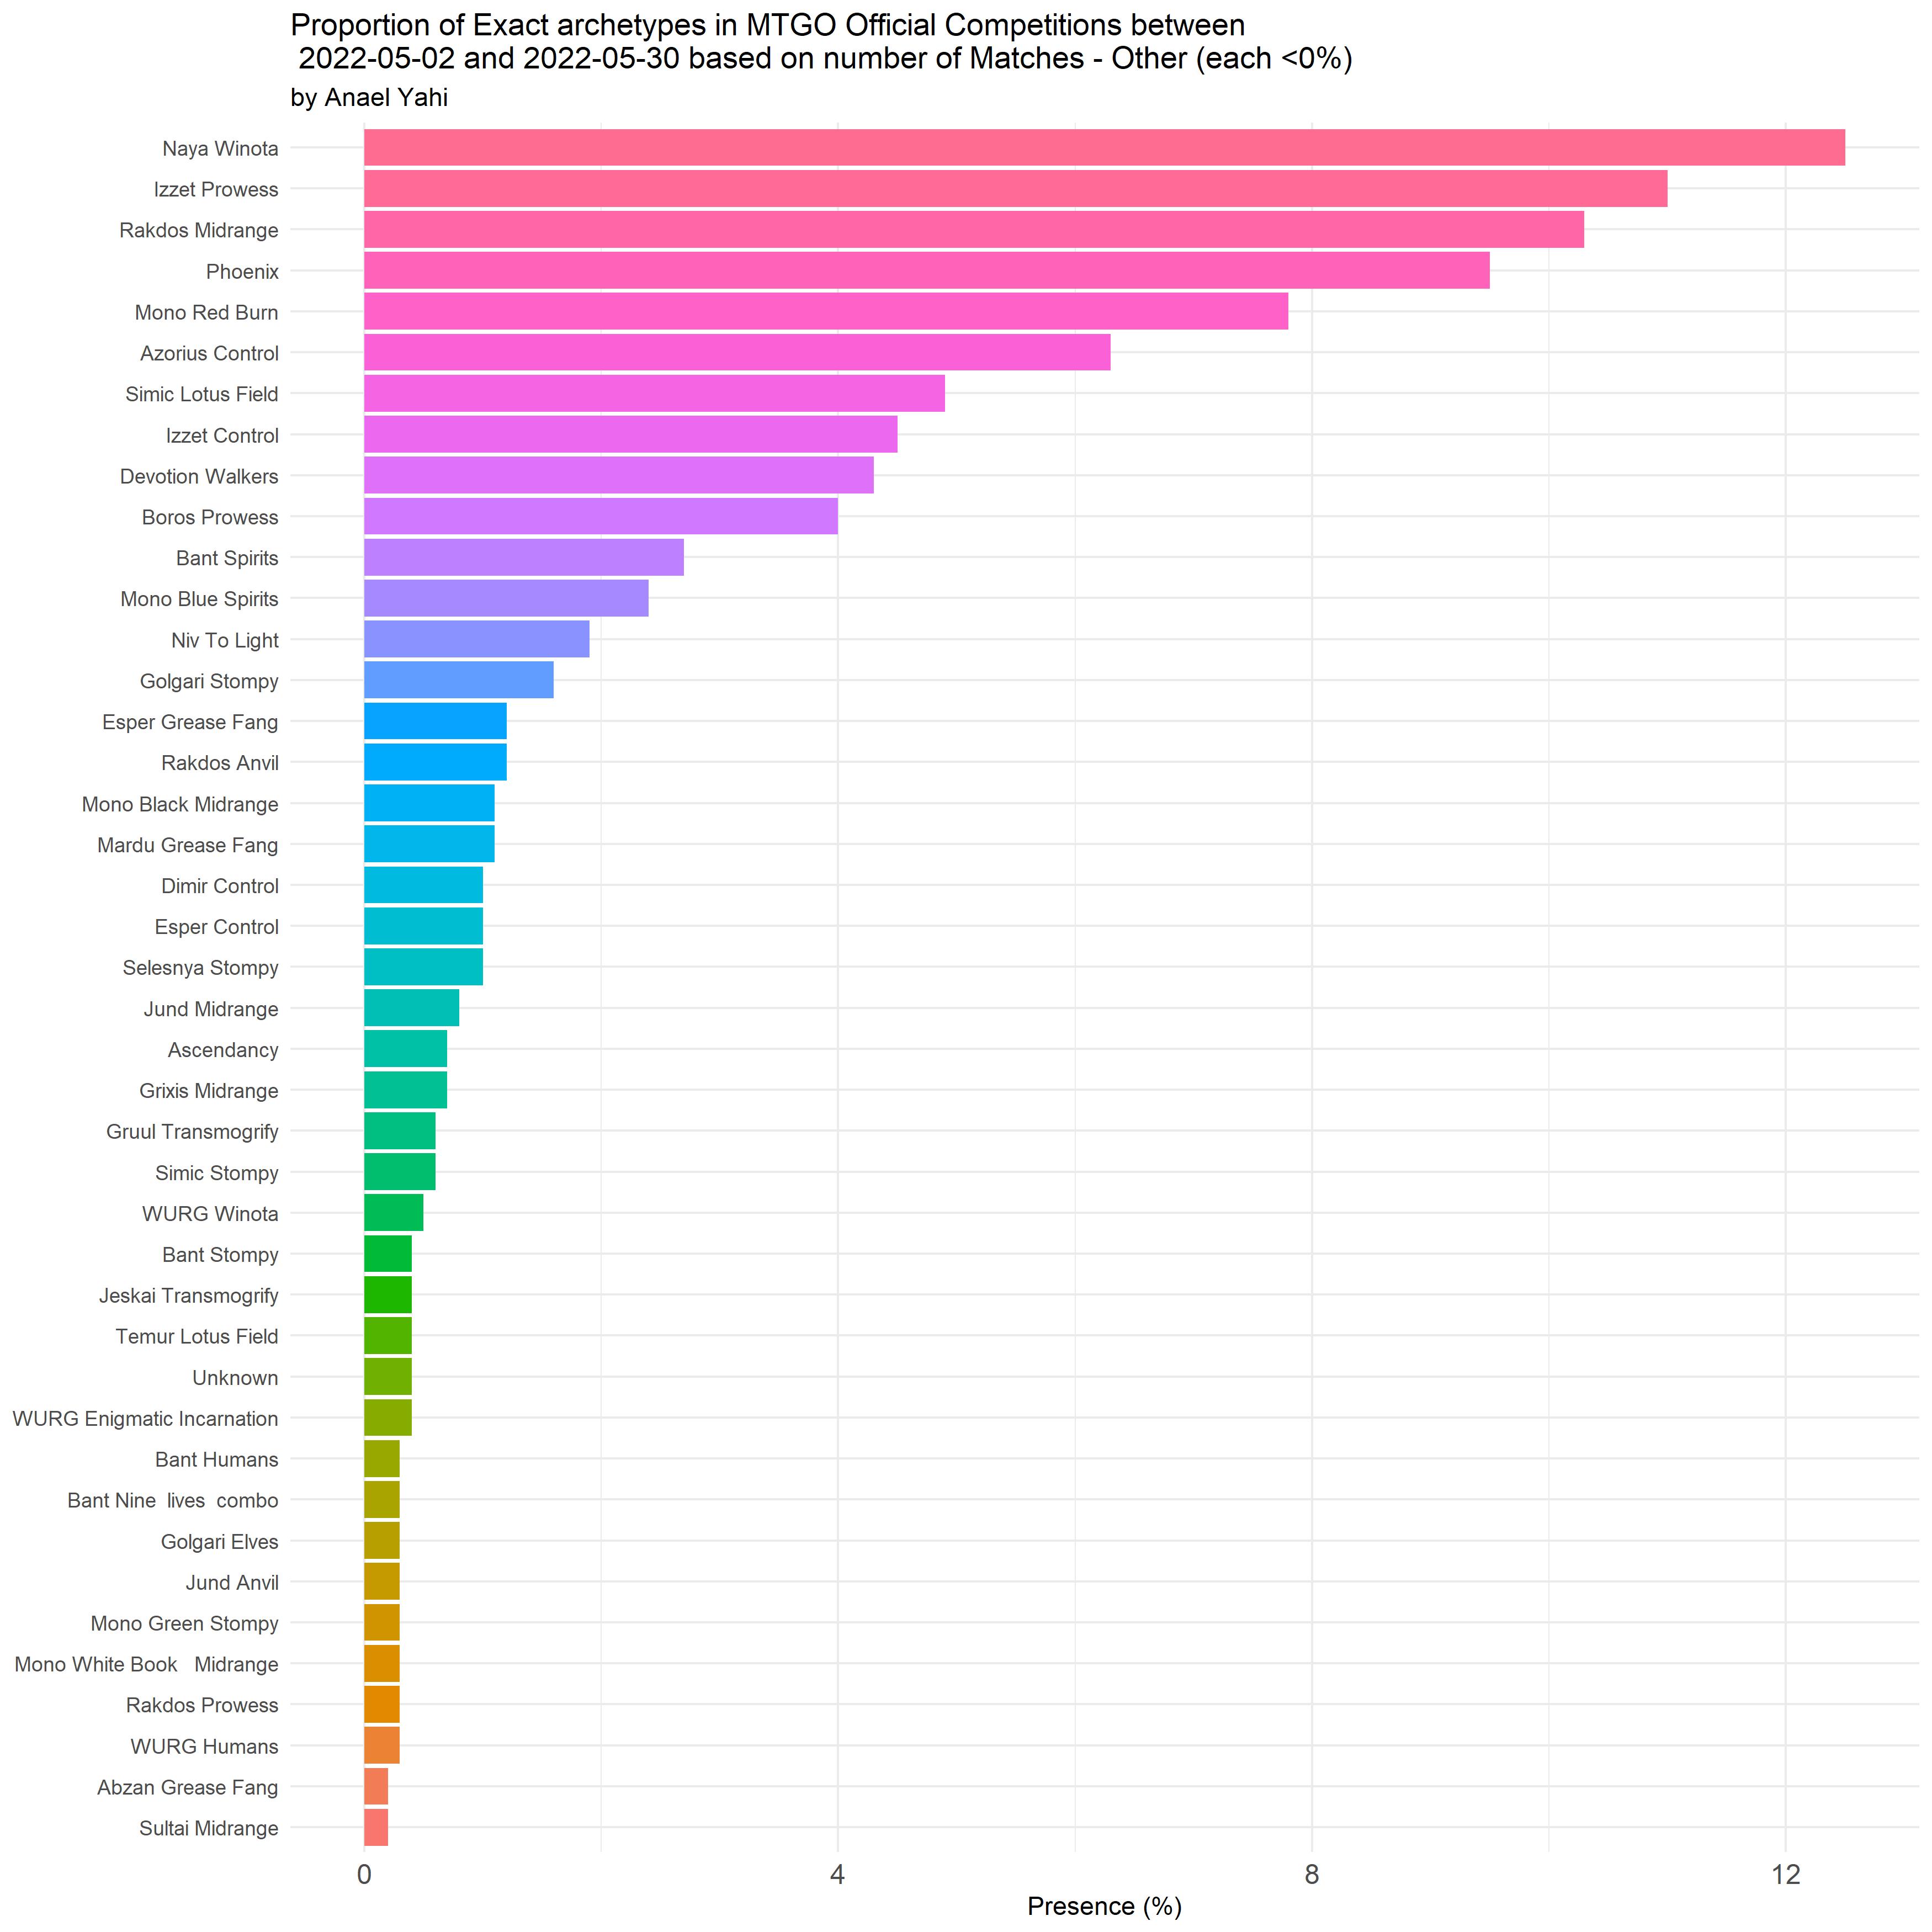 Proportion of Exact archetypes in MTGO Official Competitions between
2022-05-02 and 2022-05-30 based on number of Matches - Other (each <0%)
by Anael Yahi
Naya Winota
Izzet Prowess
Rakdos Midrange
Phoenix
Mono Red Burn
Azorius Control
Simic Lotus Field
Izzet Control
Devotion Walkers
Boros Prowess
Bant Spirits
Mono Blue Spirits
Niv To Light
Golgari Stompy
Esper Grease Fang
Rakdos Anvil
Mono Black Midrange
Mardu Grease Fang
Dimir Control
Esper Control
Selesnya Stompy
Jund Midrange
Ascendancy
Grixis Midrange
Gruul Transmogrify
Simic Stompy
WURG Winota
Bant Stompy
Jeskai Transmogrify
Temur Lotus Field
Unknown
WURG Enigmatic Incarnation
Bant Humans
Bant Nine  lives  combo
Golgari Elves
Jund Anvil
Mono Green Stompy
Mono White Book   Midrange
Rakdos Prowess
WURG Humans
Abzan Grease Fang
Sultai Midrange
0 4 8 12
Presence (%)